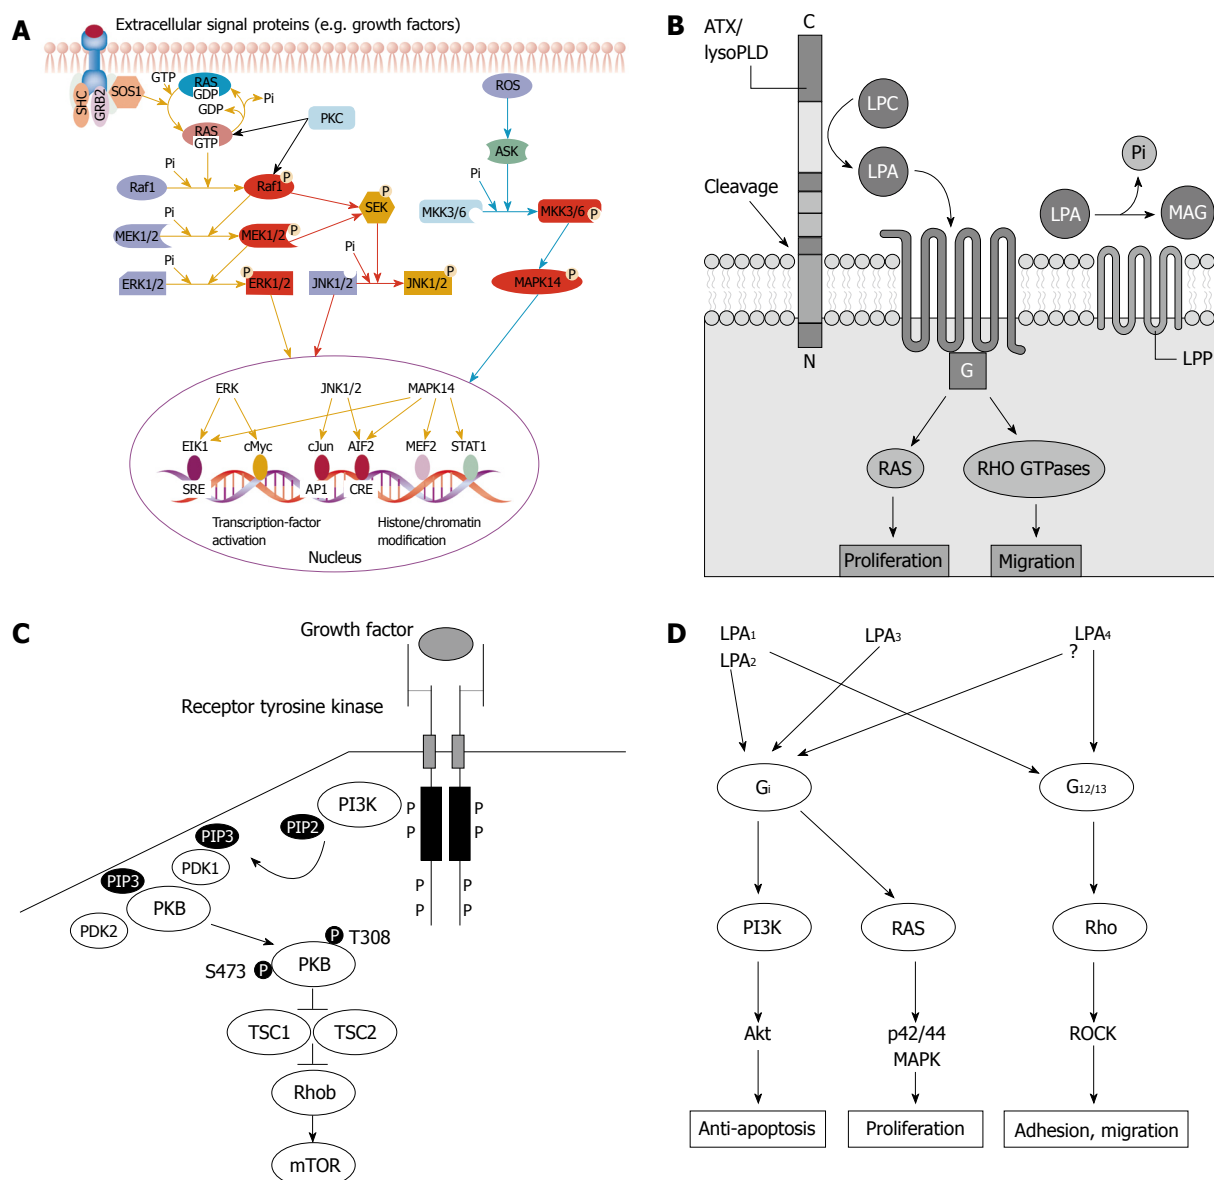 A
Extracellular signal proteins (e.g. growth factors)
SHC
GRB2
SOS1
GTP
RAS
GDP
GDP
Pi
RAS
GTP
PKC
ROS
ASK
Pi
Raf1
Raf1
P
Pi
MEK1/2
MEK1/2
P
Pi
ERK1/2
P
ERK1/2
P
SEK
Pi
JNK1/2
JNK1/2
P
Pi
MKK3/6
MKK3/6
P
MAPK14
P
ERK
JNK1/2
MAPK14
EIK1
cMyc
cJun
AIF2
MEF2
STAT1
SRE
AP1
CRE
Transcription-factor
activation
Histone/chromatin
modification
Nucleus
B
ATX/
lysoPLD
C
LPC
LPA
Cleavage
Pi
LPA
MAG
N
G
LPP
RAS
RHO GTPases
Proliferation
Migration
C
Growth factor
Receptor tyrosine kinase
PI3K
P
P
P
P
PIP2
PIP3
PDK1
PIP3
PKB
PDK2
P
P
P
P
P
T308
S473
P
PKB
TSC1
TSC2
Rhob
mTOR
D
LPA1
LPA2
LPA3
LPA4
?
Gi
G12/13
PI3K
RAS
Rho
Akt
p42/44
MAPK
ROCK
Anti-apoptosis
Proliferation
Adhesion, migration